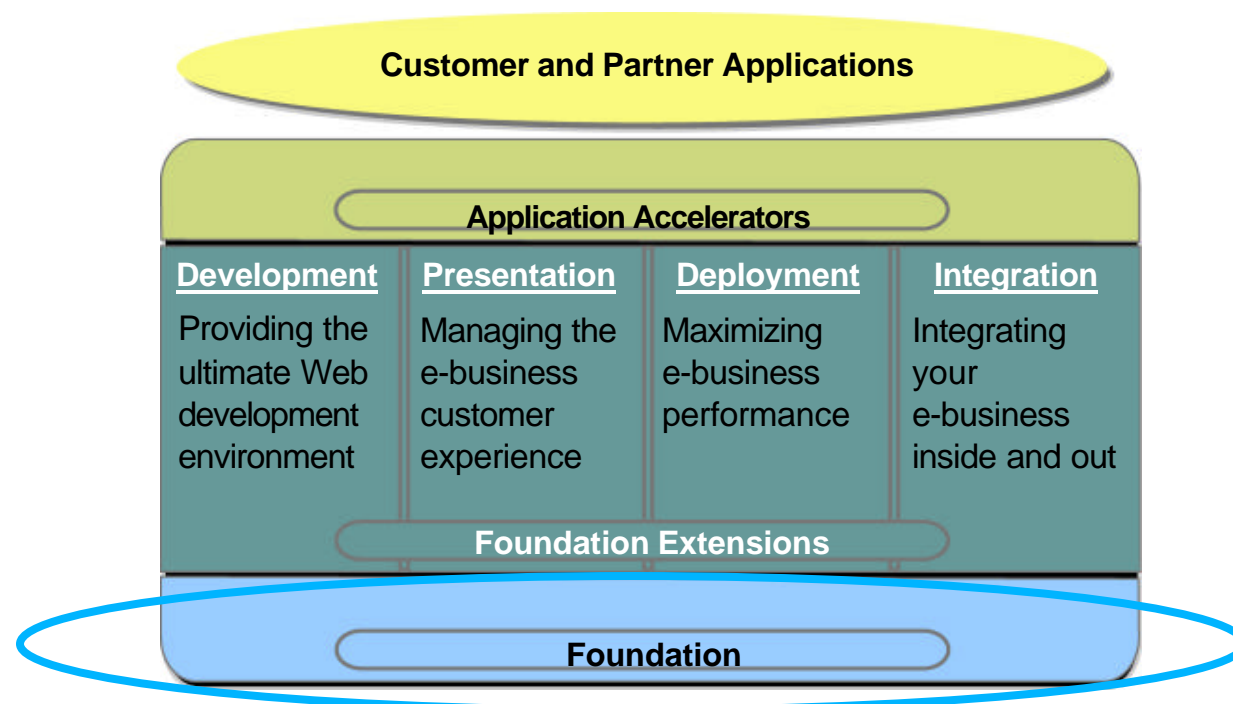 Customer and Partner Applications
Application Accelerators
Development
Providing the
ultimate Web
development
environment
Presentation
Managing the
e-business
customer
experience
Deployment
Maximizing
e-business
performance
Integration
Integrating
your
e-business
inside and out
Foundation Extensions
Foundation